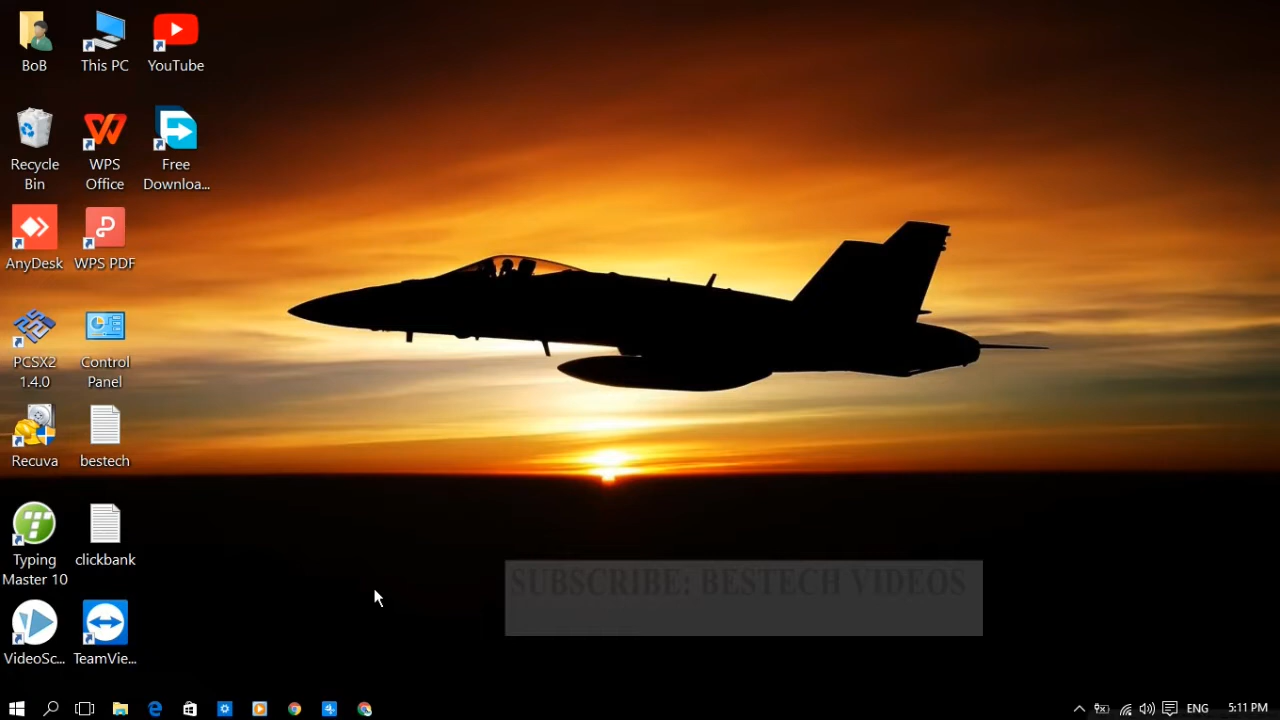 BoB
This PC
YouTube
Recycle
Bin
WPS
Office
Free
Downloa...
AnyDesk
WPS PDF
PCSX2
1.4.0
Control
Panel
Recuva
bestech
Typing
Master 10
clickbank
VideoSc...
TeamVie...
SUBSCRIBE: BESTECH VIDEOS
ENG
5:11 PM